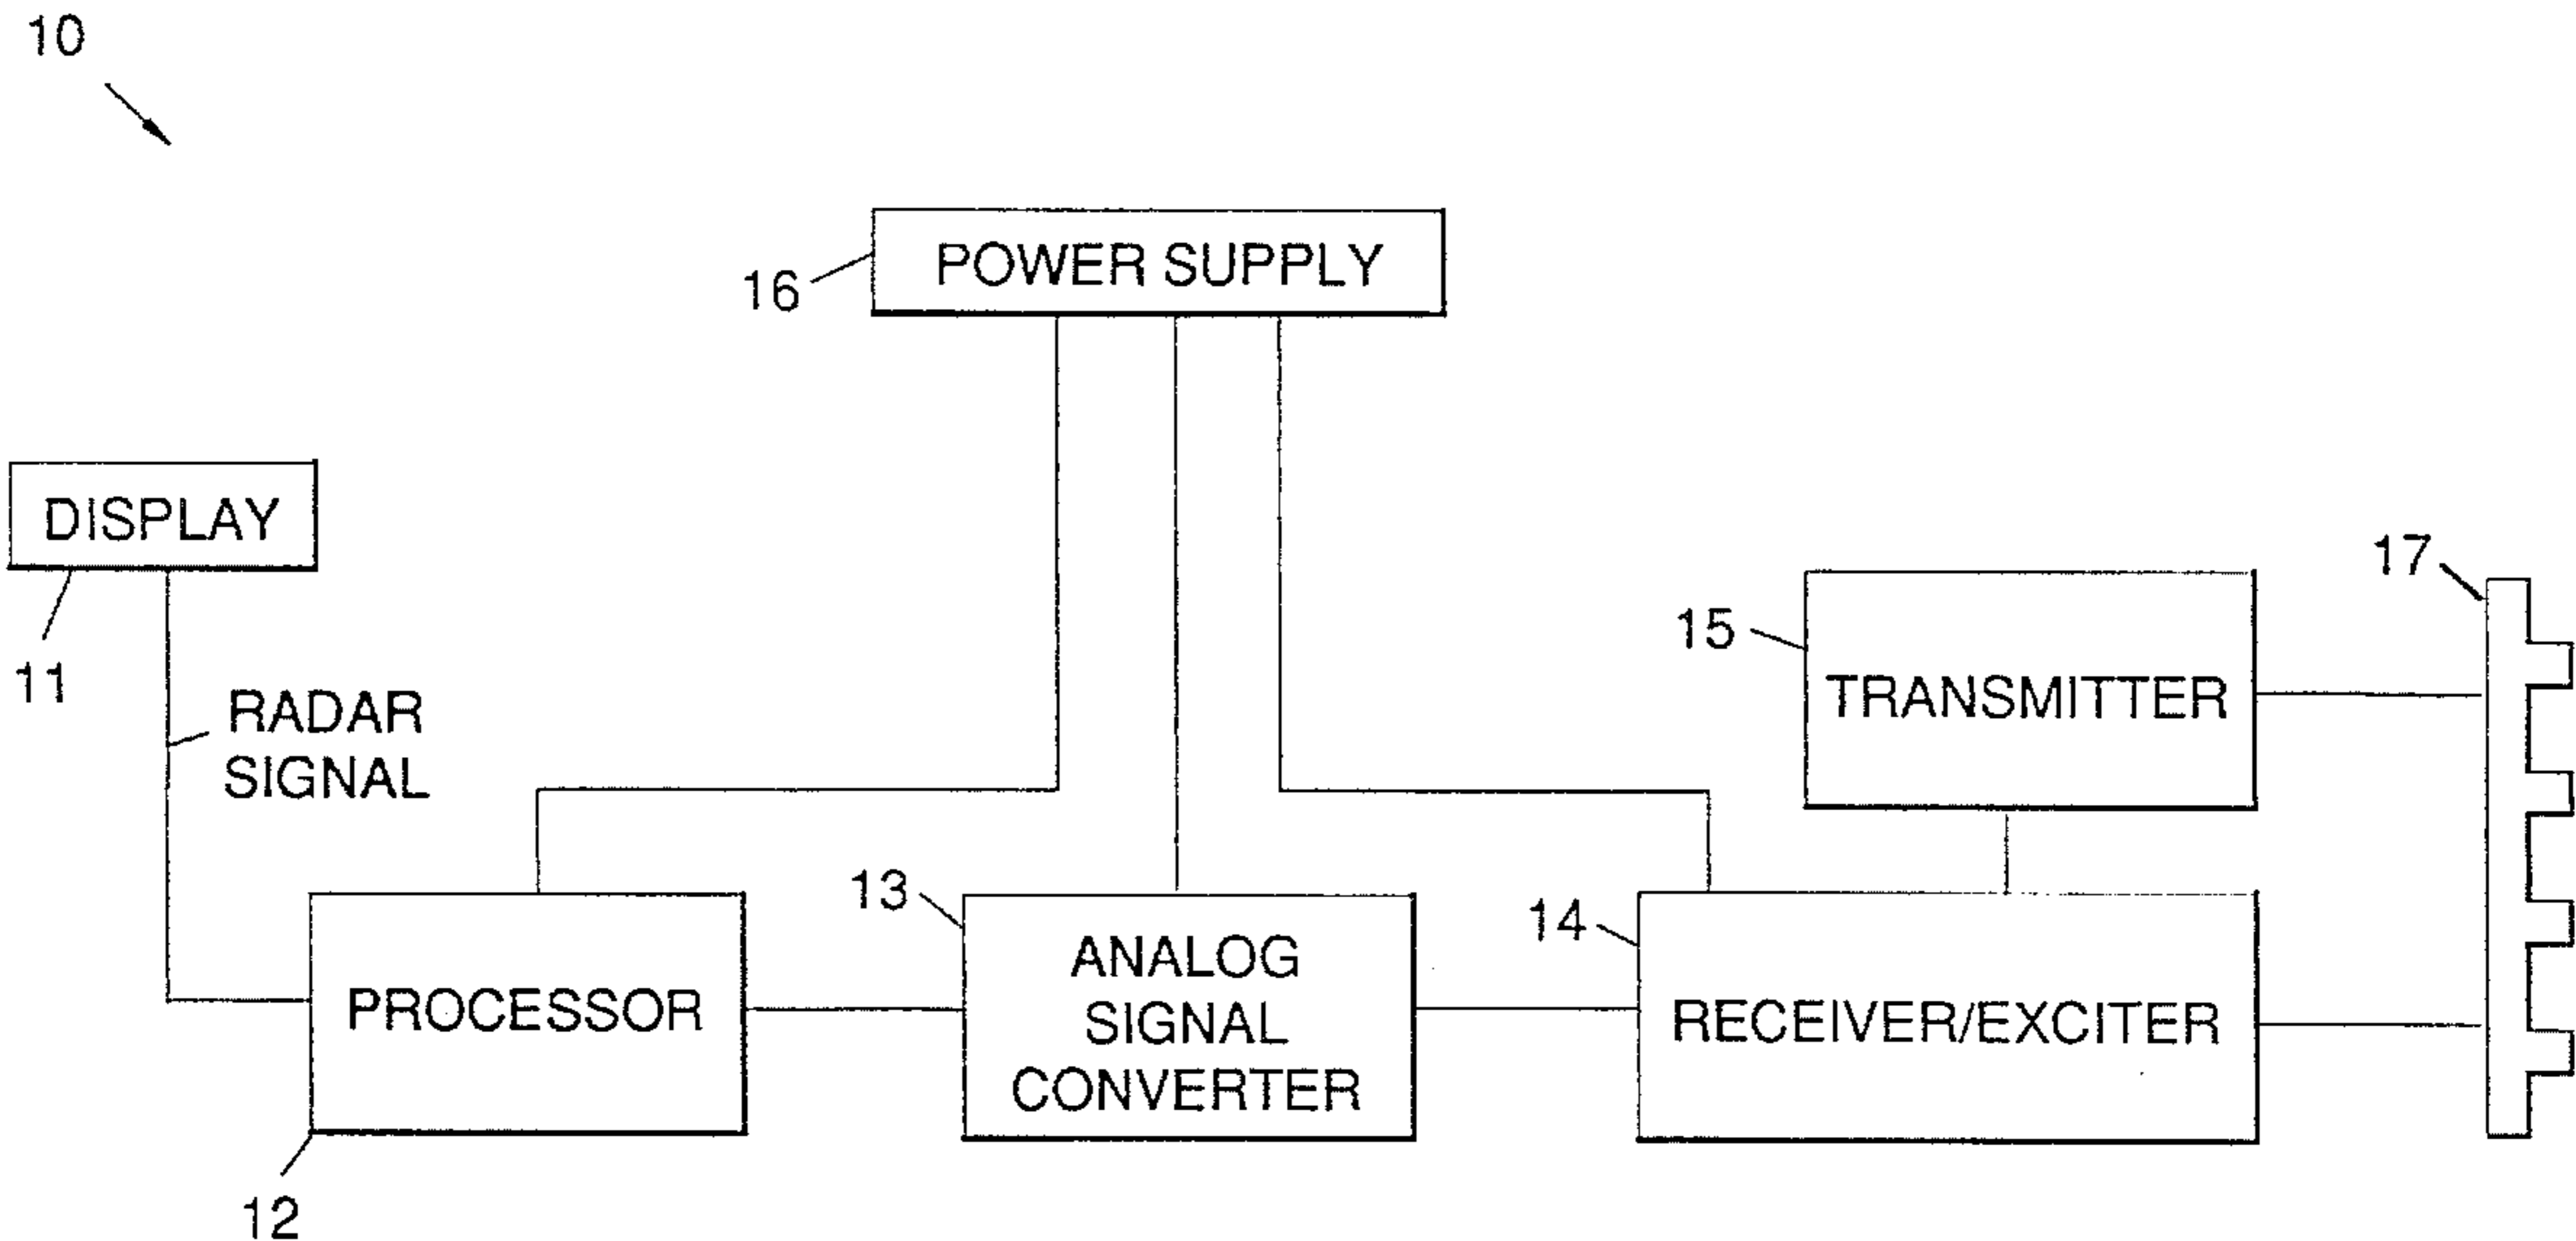 10
POWER SUPPLY
16
DISPLAY
11
RADAR
SIGNAL
17
15
TRANSMITTER
13
14
ANALOG
SIGNAL
CONVERTER
PROCESSOR
RECEIVER/EXCITER
12